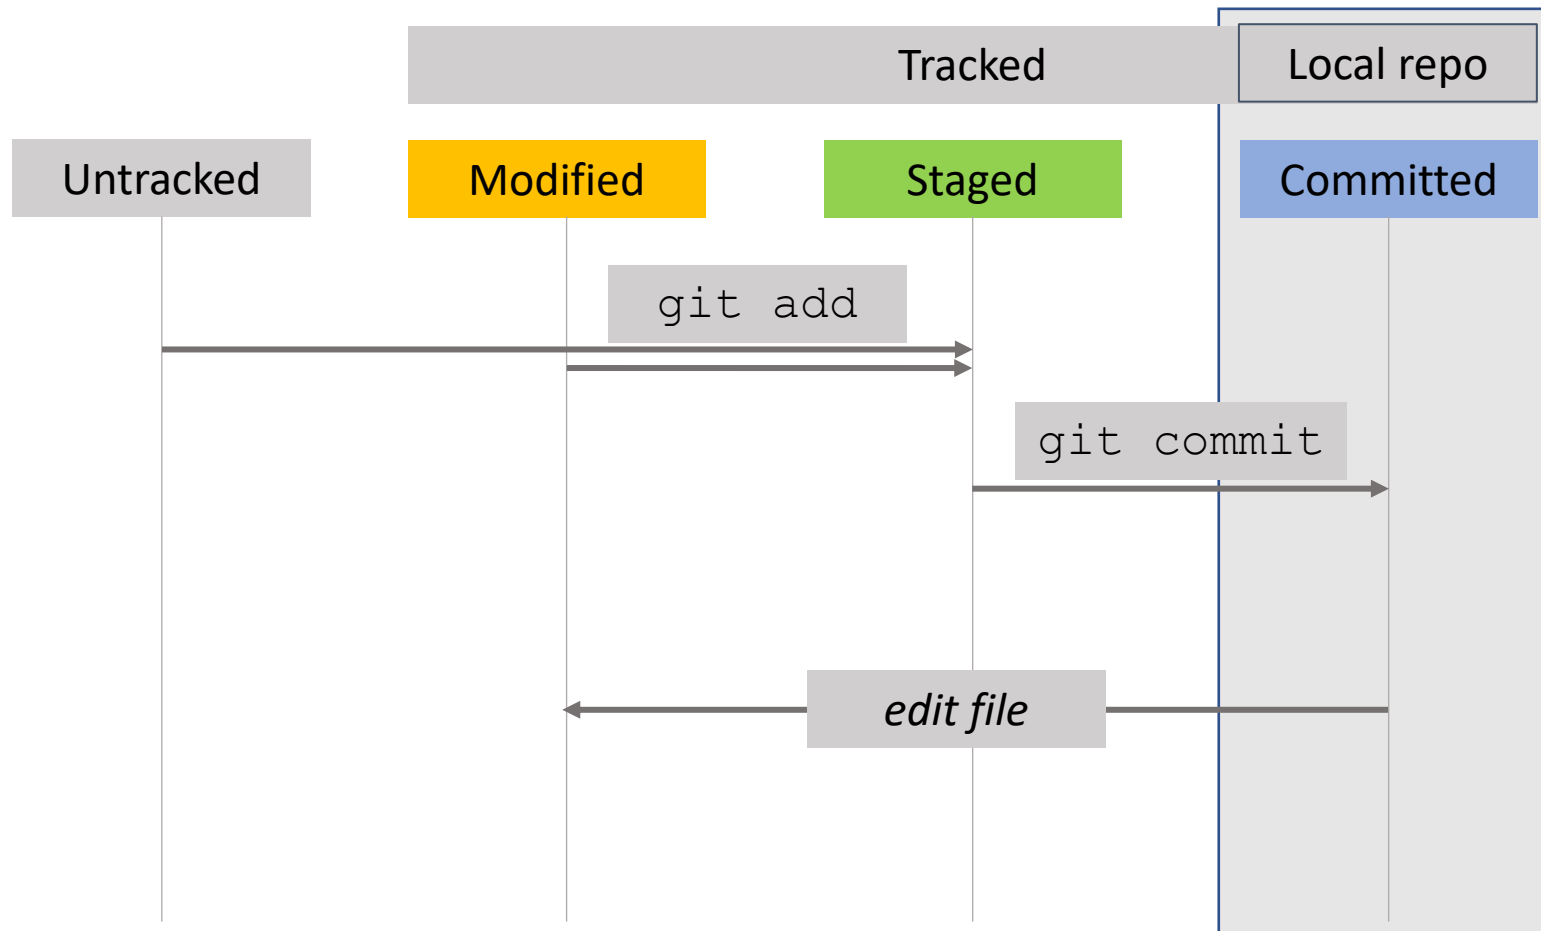 Tracked
Local repo
Untracked
Modified
Staged
Committed
git add
git commit
edit file